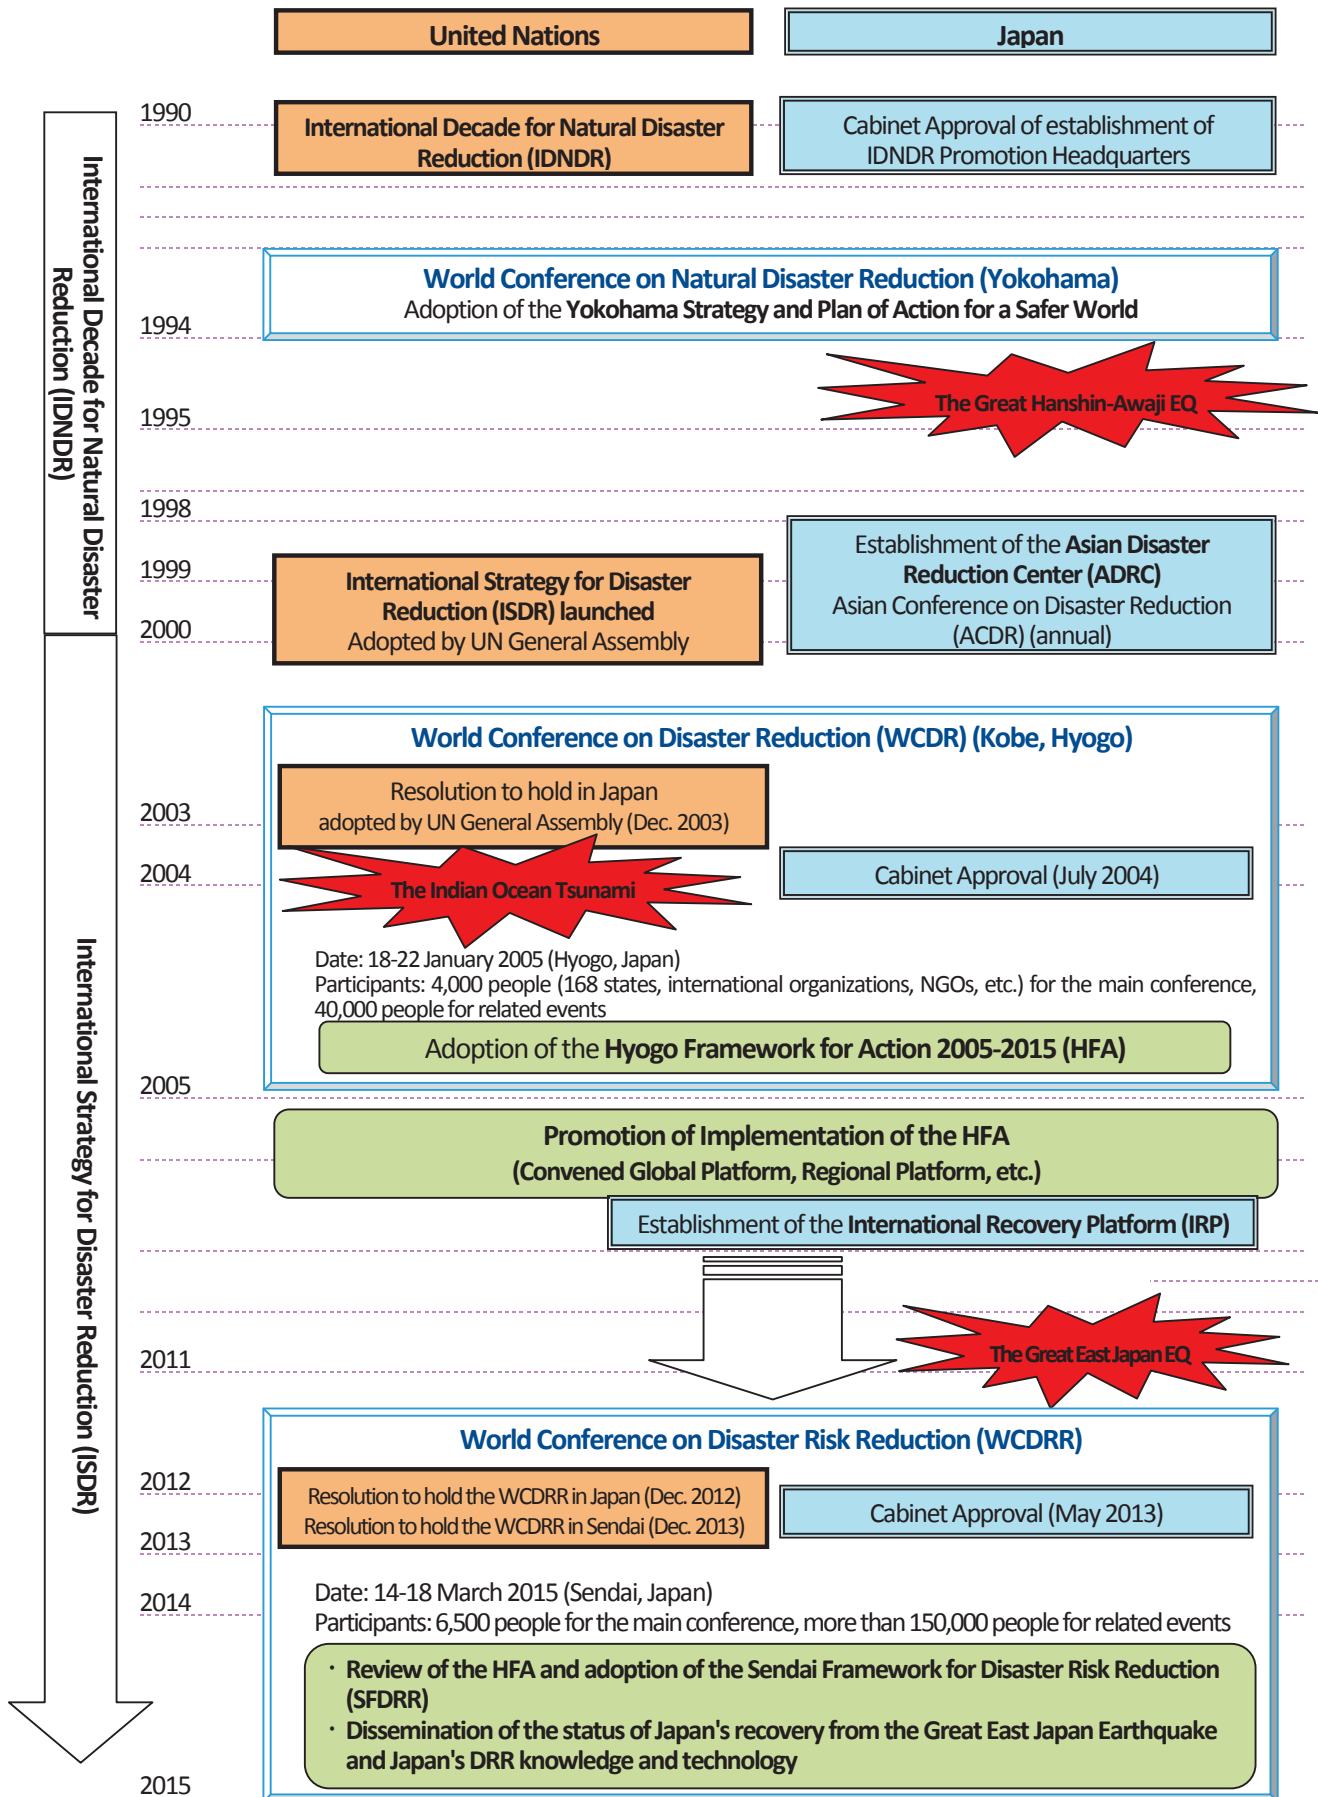 United Nations
Japan
1990
International Decade for Natural Disaster
Reduction (IDNDR)
Cabinet Approval of establishment of
IDNDR Promotion Headquarters
International Decade for Natural Disaster
Reduction (IDNDR)
World Conference on Natural Disaster Reduction (Yokohama)
Adoption of the Yokohama Strategy and Plan of Action for a Safer World
1994
The Great Hanshin-Awaji EQ
1995
1998
Establishment of the Asian Disaster
Reduction Center (ADRC)
Asian Conference on Disaster Reduction
(ACDR) (annual)
1999
International Strategy for Disaster
Reduction (ISDR) launched
Adopted by UN General Assembly
2000
International Strategy for Disaster Reduction (ISDR)
World Conference on Disaster Reduction (WCDR) (Kobe, Hyogo)
Resolution to hold in Japan
adopted by UN General Assembly (Dec. 2003)
2003
2004
The Indian Ocean Tsunami
Cabinet Approval (July 2004)
Date: 18-22 January 2005 (Hyogo, Japan)
Participants: 4,000 people (168 states, international organizations, NGOs, etc.) for the main conference,
40,000 people for related events
Adoption of the Hyogo Framework for Action 2005-2015 (HFA)
2005
Promotion of Implementation of the HFA
(Convened Global Platform, Regional Platform, etc.)
Establishment of the International Recovery Platform (IRP)
The Great East Japan EQ
2011
World Conference on Disaster Risk Reduction (WCDRR)
2012
Resolution to hold the WCDRR in Japan (Dec. 2012)
Resolution to hold the WCDRR in Sendai (Dec. 2013)
Cabinet Approval (May 2013)
2013
2014
Date: 14-18 March 2015 (Sendai, Japan)
Participants: 6,500 people for the main conference, more than 150,000 people for related events
・ Review of the HFA and adoption of the Sendai Framework for Disaster Risk Reduction
(SFDRR)
・ Dissemination of the status of Japan's recovery from the Great East Japan Earthquake
and Japan's DRR knowledge and technology
2015